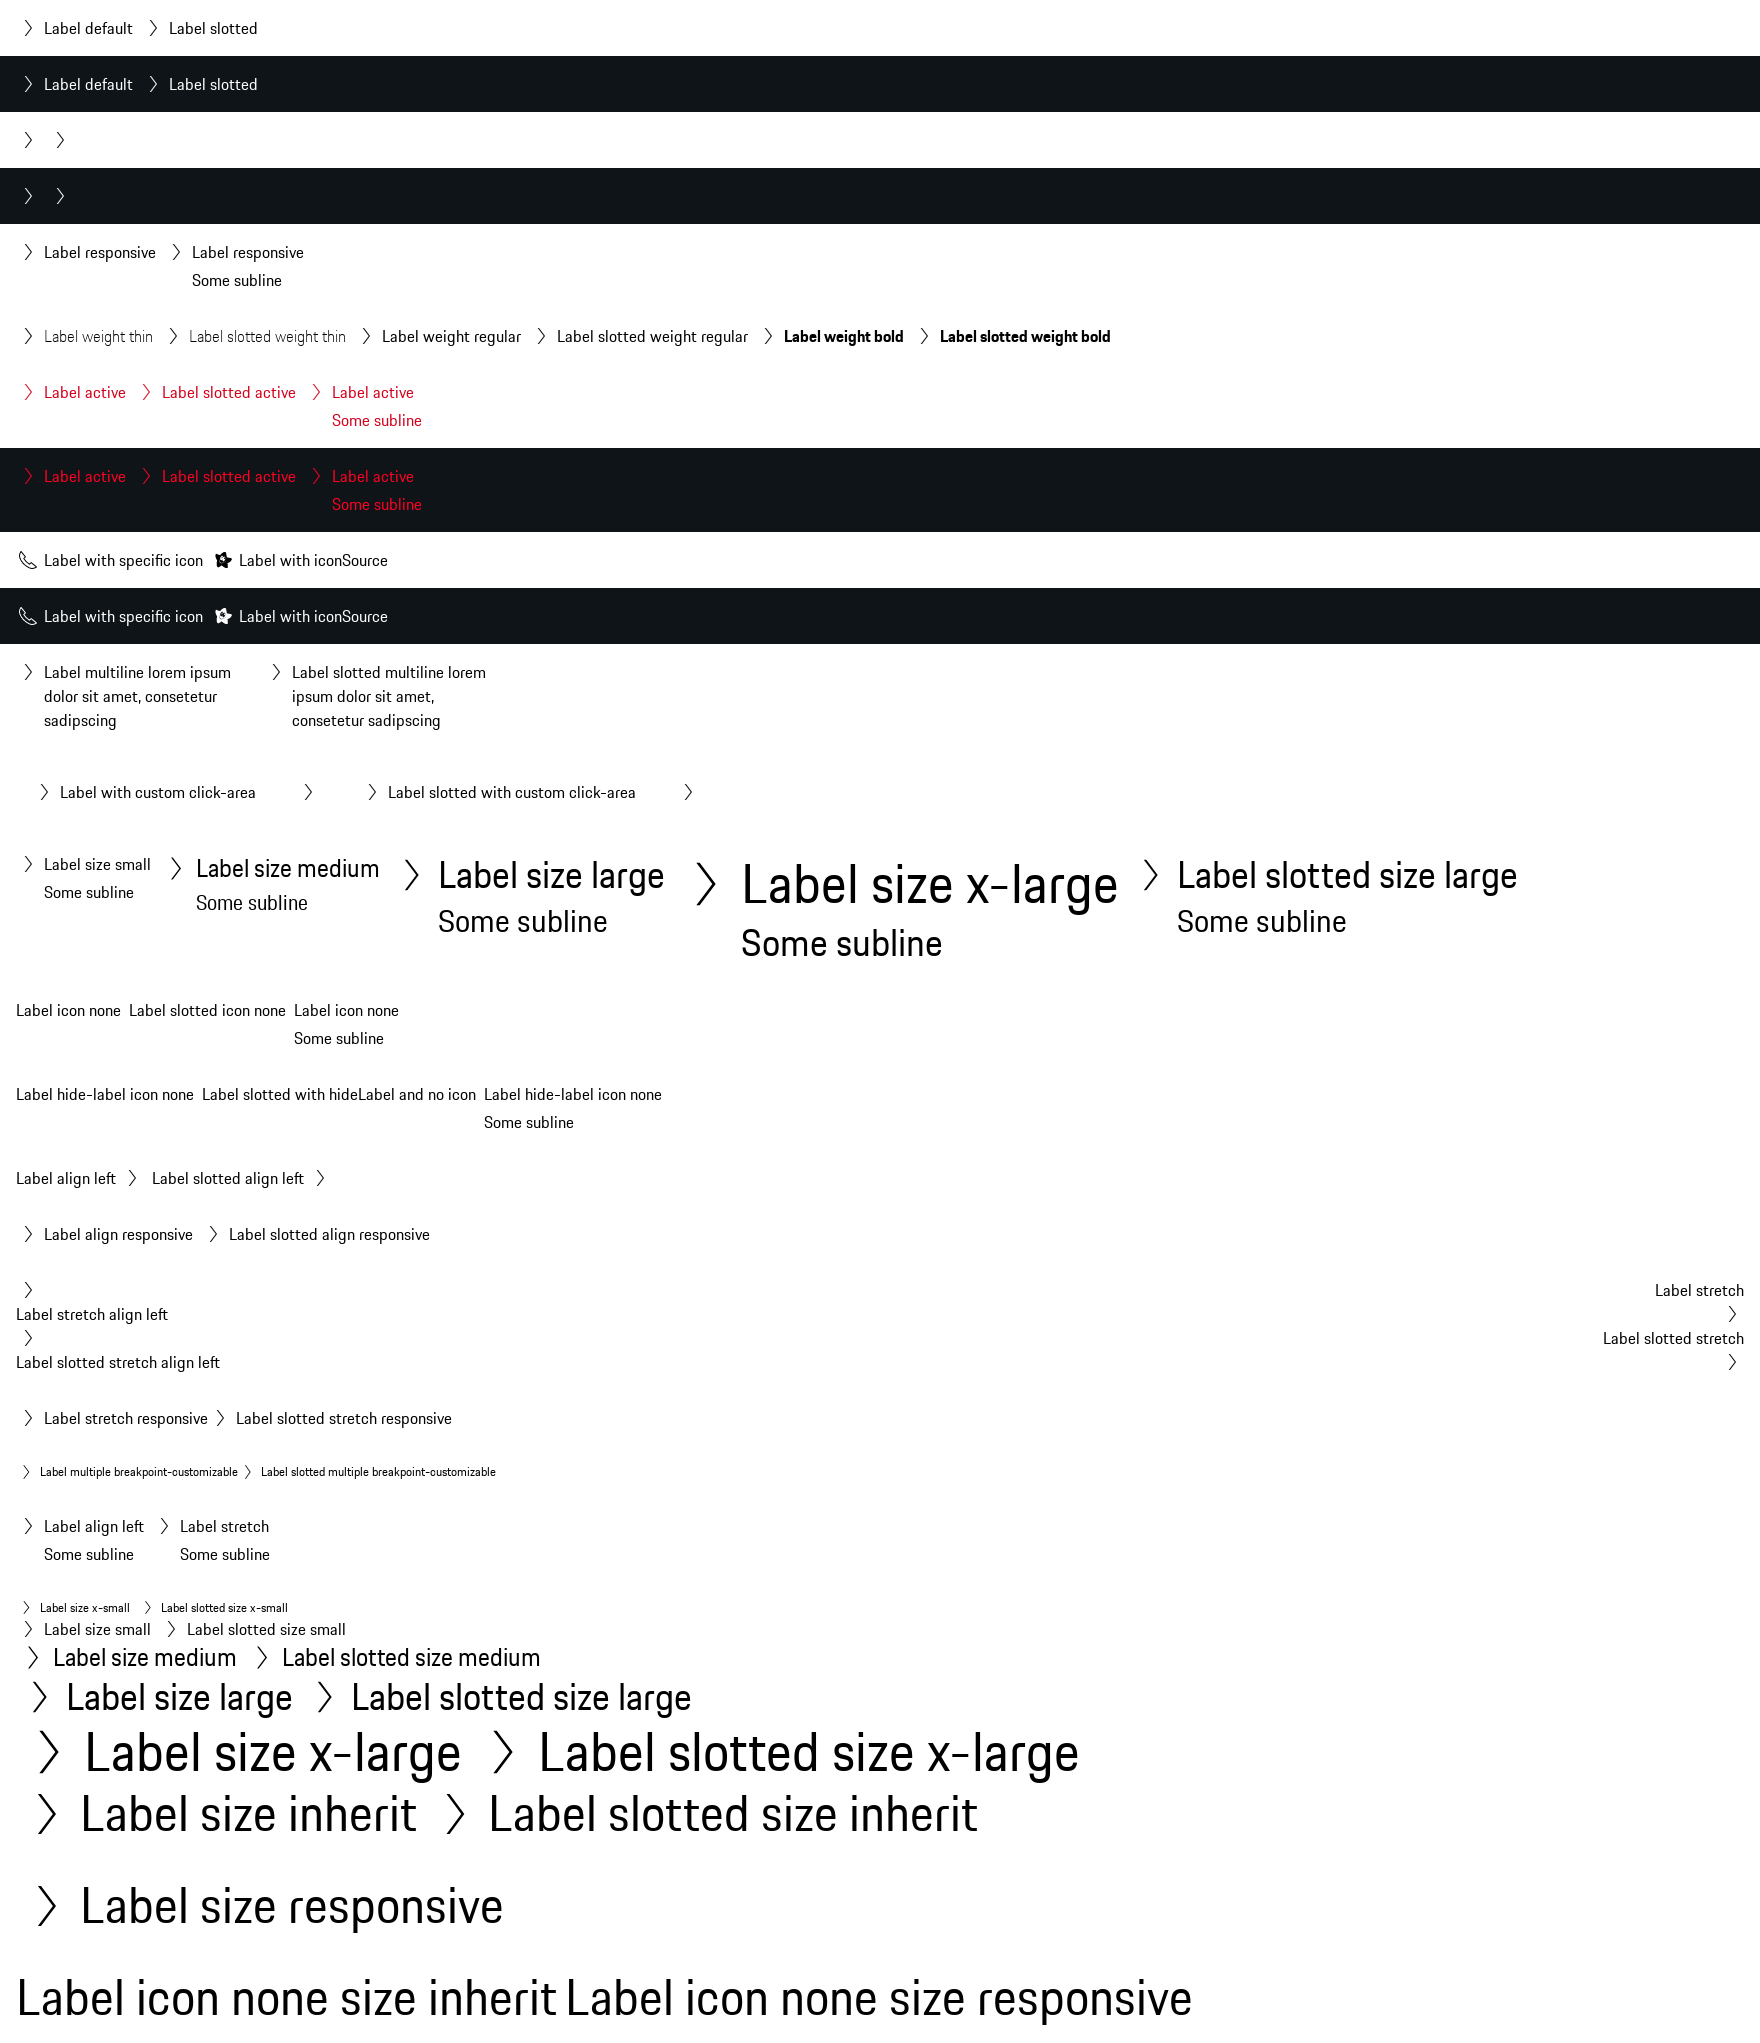 Label default Label slotted
Label default Label slotted
Label responsive Label responsive
Some subline
Label weight thin Label slotted weight thin Label weight regular Label slotted weight regular Label weight bold Label slotted weight bold
Label active Label slotted active Label active
Some subline
Label active Label slotted active Label active
Some subline
Label with specific icon Label with iconSource
Label with specific icon Label with iconSource
Label multiline lorem ipsum Label slotted multiline lorem
dolor sit amet, consetetur ipsum dolor sit amet,
sadipscing consetetur sadipscing
Label with custom click-area Label slotted with custom click-area
Label size small Label size medium Label size large Label size x-large Label slotted size large
Some subline Some subline Some subline Some subline Some subline
Label icon none Label slotted icon none Label icon none
Some subline
Label hide-label icon none Label slotted with hideLabel and no icon Label hide-label icon none
Some subline
Label align left Label slotted align left
Label align responsive Label slotted align responsive
Label stretch
Label stretch align left
Label slotted stretch
Label slotted stretch align left
Label stretch responsive Label slotted stretch responsive
Label multiple breakpoint-customizable Label slotted multiple breakpoint-customizable
Label align left Label stretch
Some subline Some subline
Label size x-small Label slotted size x-small
Label size small Label slotted size small
Label size medium Label slotted size medium
Label size large Label slotted size large
Label size x-large Label slotted size x-large
Label size inherit Label slotted size inherit
Label size responsive
Label icon none size inherit Label icon none size responsive